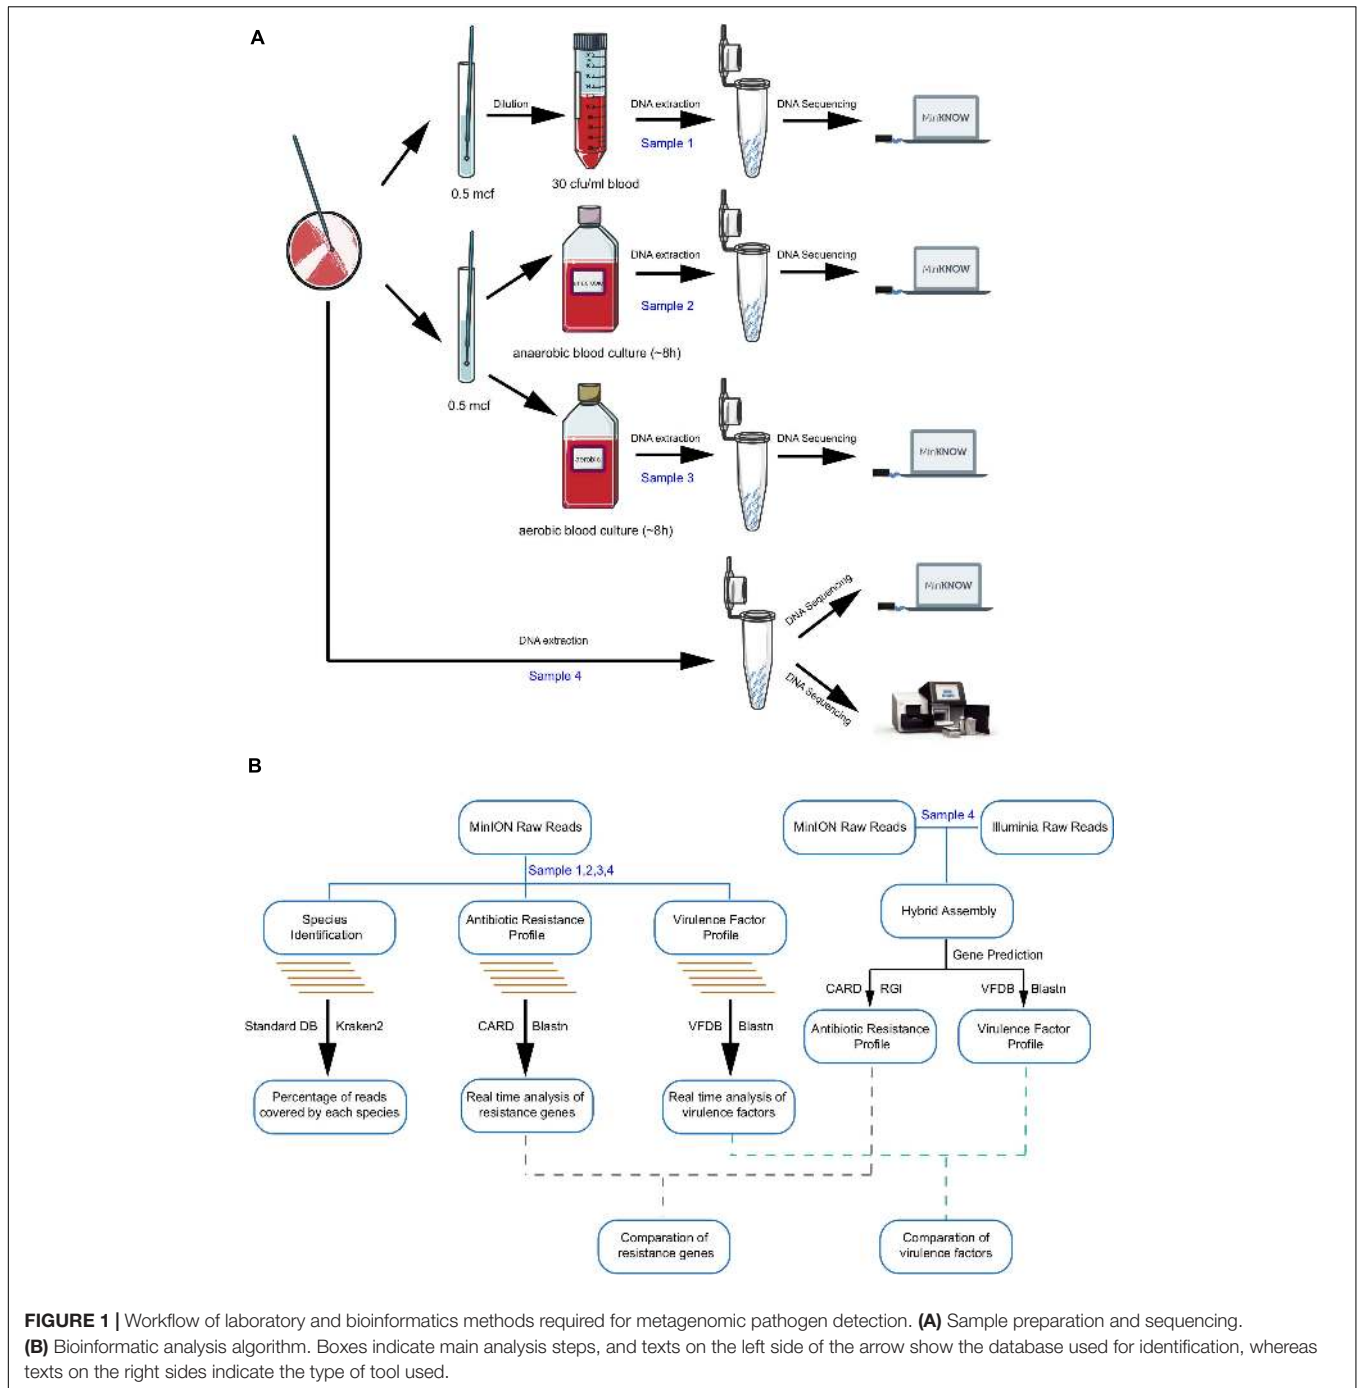 A
Dilution
DNA extraction
DNA Sequencing
MinKNOW
Sample 1
0.5 mcf
30 cfu/ml blood
DNA extraction
DNA Sequencing
MinKNOW
Sample 2
anaerobic blood culture (~8h)
0.5 mcf
aerobic
DNA extraction
DNA Sequencing
MinKNOW
Sample 3
aerobic blood culture (~8h)
DNA Sequencing
MinKNOW
DNA extraction
Sample 4
DNA Sequencing
B
MinION Raw Reads
MinION Raw Reads
Sample 4
Illuminia Raw Reads
Sample 1,2,3,4
Species
Identification
Antibiotic Resistance
Profile
Virulence Factor
Profile
Hybrid Assembly
Gene Prediction
Standard DB
Kraken2
CARD
Blastn
VFDB
Blastn
CARD
RGI
VFDB
Blastn
Antibiotic Resistance
Profile
Virulence Factor
Profile
Percentage of reads
covered by each species
Real time analysis of
resistance genes
Real time analysis of
virulence factors
Comparation of
resistance genes
Comparation of
virulence factors
FIGURE 1 | Workflow of laboratory and bioinformatics methods required for metagenomic pathogen detection. (A) Sample preparation and sequencing.
(B) Bioinformatic analysis algorithm. Boxes indicate main analysis steps, and texts on the left side of the arrow show the database used for identification, whereas
texts on the right sides indicate the type of tool used.